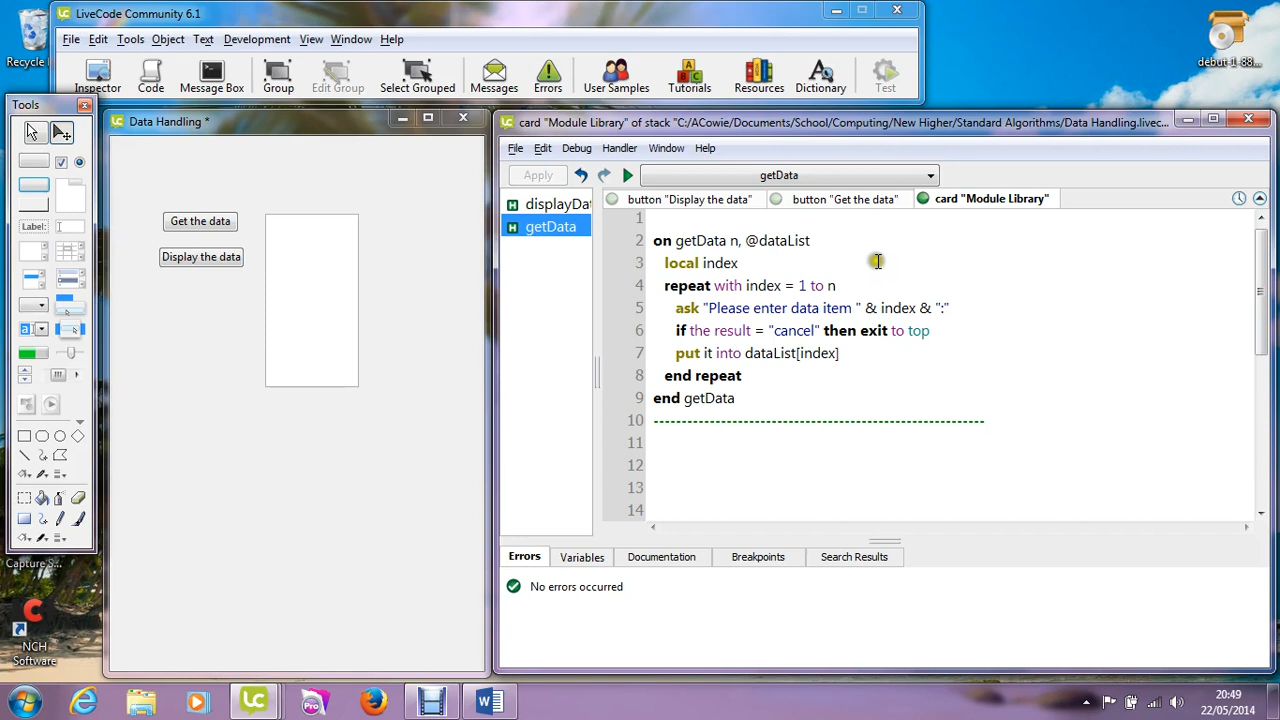 LiveCode Community 6.1
File Edit Tools Object Text Development View Window Help
Inspector Code Message Box Group Edit Group Select Grouped Messages Errors User Samples Tutorials Resources Dictionary Test
Recycle
debut-1-88...
Tools
Label:
Data Handling *
Get the data
Display the data
card "Module Library" of stack "C:/ACowie/Documents/School/Computing/New Higher/Standard Algorithms/Data Handling.livec...
File Edit Debug Handler Window Help
Apply
getData
displayDat
getData
button "Display the data" button "Get the data" card "Module Library"
1
2 on getData n, @dataList
3 local index
4 repeat with index = 1 to n
5 ask "Please enter data item " & index & ":"
6 if the result = "cancel" then exit to top
7 put it into dataList[index]
8 end repeat
9 end getData
10 ------------------------------------------------------------
11
12
13
14
Errors Variables Documentation Breakpoints Search Results
No errors occurred
Capture S...
NCH
Software
20:49
22/05/2014